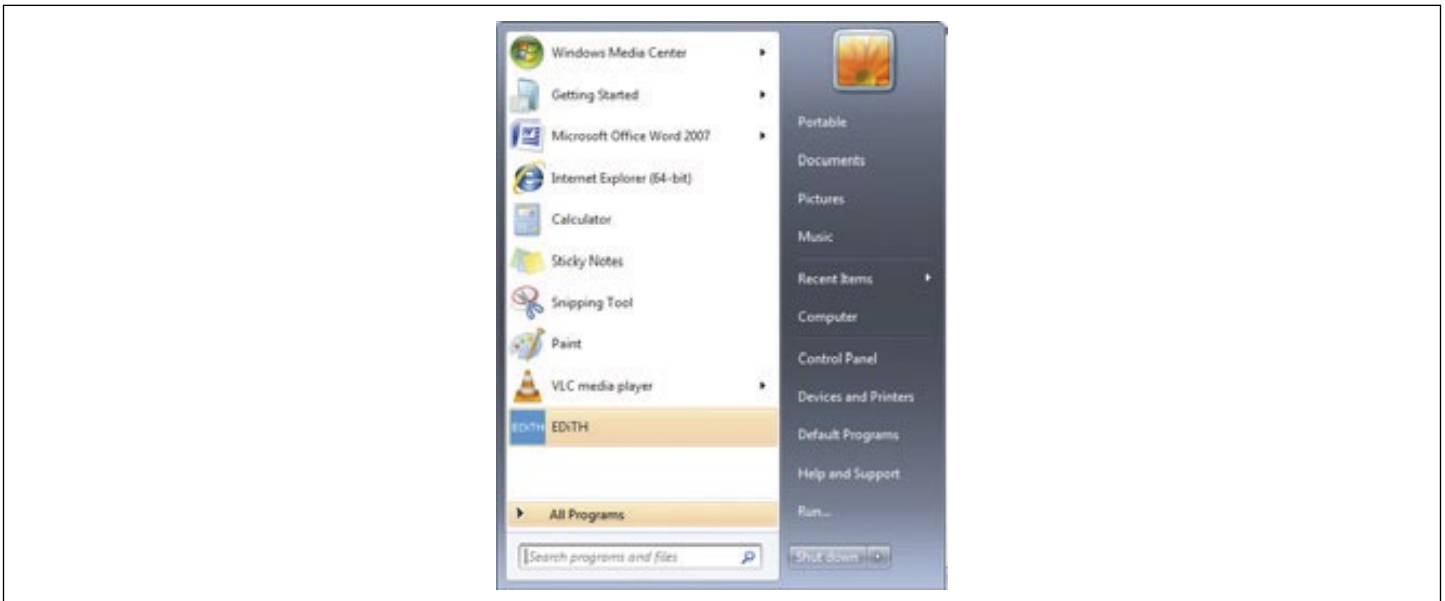 Windows Media Center
Getting Started
Microsoft Office Word 2007
Internet Explorer (64-bit)
Calculator
Sticky Notes
Snipping Tool
Paint
VLC media player
EDiTH EDiTH
All Programs
Search programs and files
Portable
Documents
Pictures
Music
Recent Items
Computer
Control Panel
Devices and Printers
Default Programs
Help and Support
Run...
Shut down